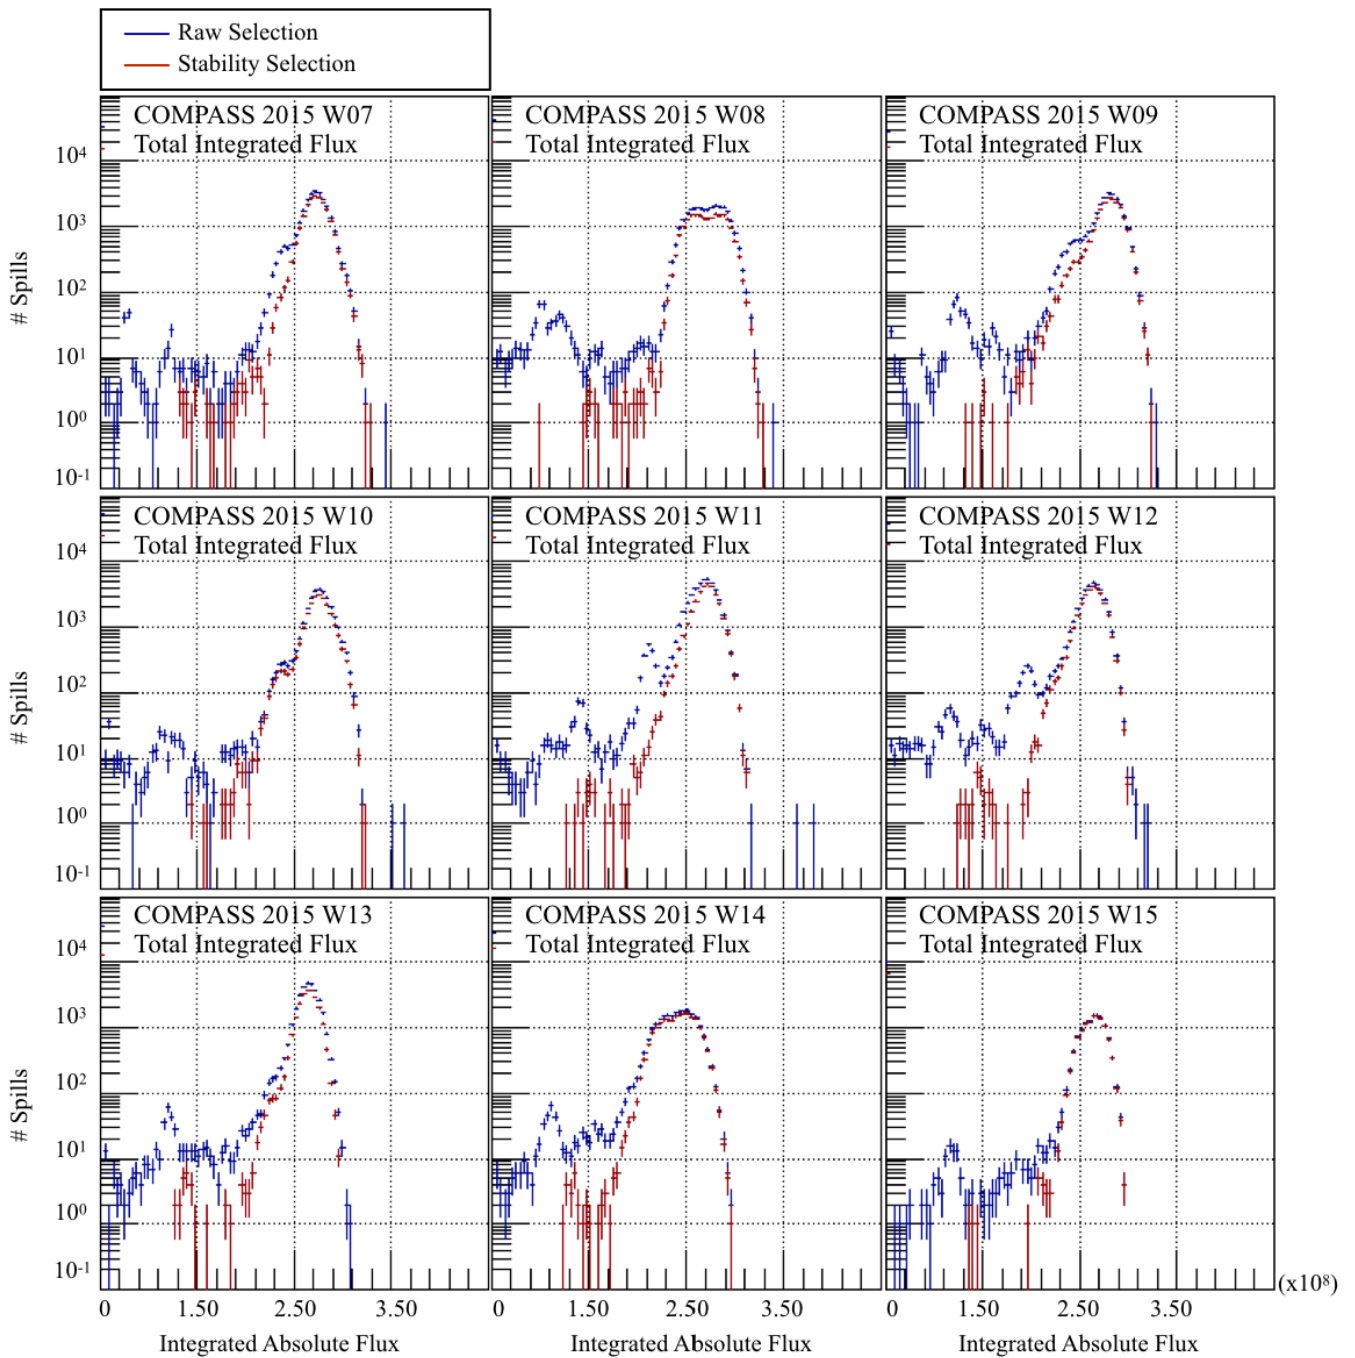 Raw Selection
Stability Selection
COMPASS 2015 W07
Total Integrated Flux
COMPASS 2015 W08
Total Integrated Flux
COMPASS 2015 W09
Total Integrated Flux
# Spills
10⁴
10³
10²
10¹
10⁰
10⁻¹
COMPASS 2015 W10
Total Integrated Flux
COMPASS 2015 W11
Total Integrated Flux
COMPASS 2015 W12
Total Integrated Flux
# Spills
10⁴
10³
10²
10¹
10⁰
10⁻¹
COMPASS 2015 W13
Total Integrated Flux
COMPASS 2015 W14
Total Integrated Flux
COMPASS 2015 W15
Total Integrated Flux
# Spills
10⁴
10³
10²
10¹
10⁰
10⁻¹
(x10⁸)
0 1.50 2.50 3.50 0 1.50 2.50 3.50 0 1.50 2.50 3.50
Integrated Absolute Flux Integrated Absolute Flux Integrated Absolute Flux